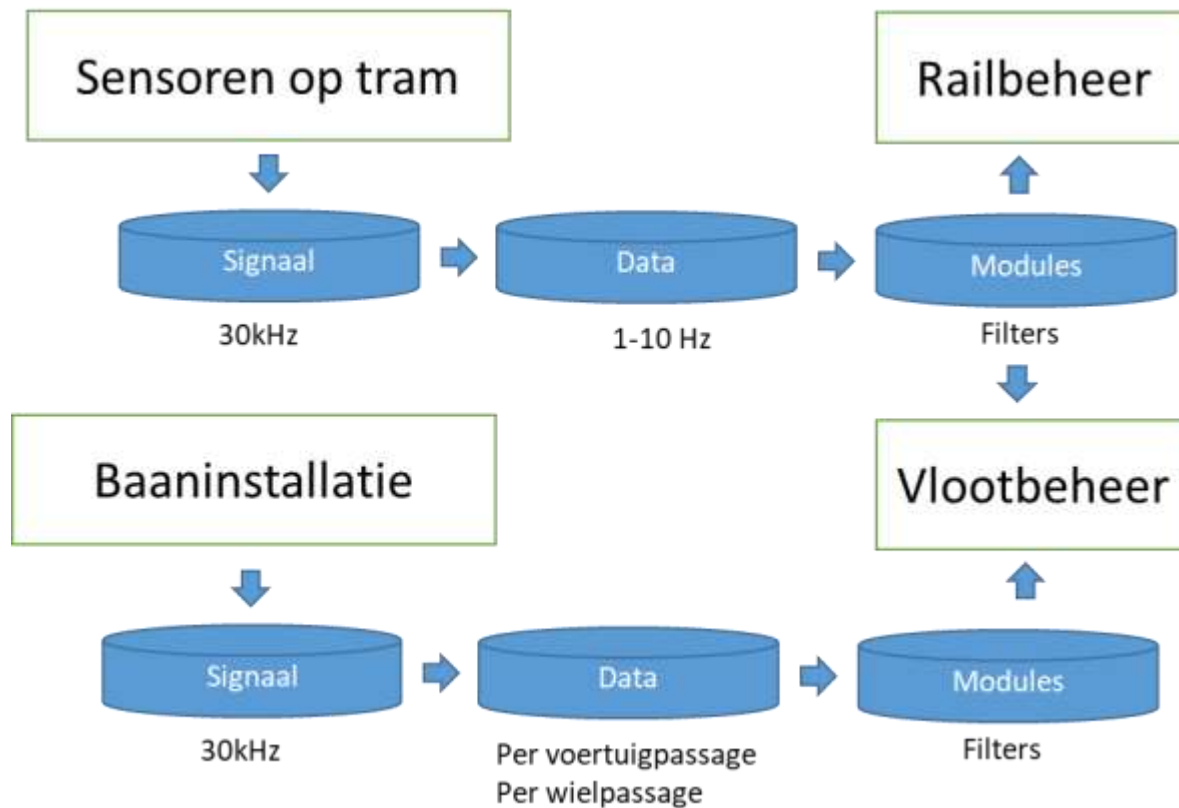 Sensoren op tram
Railbeheer
Signaal
Data
Modules
30kHz
1-10 Hz
Filters
Baaninstallatie
Vlootbeheer
Signaal
Data
Modules
30kHz
Per voertuigpassage
Per wielpassage
Filters